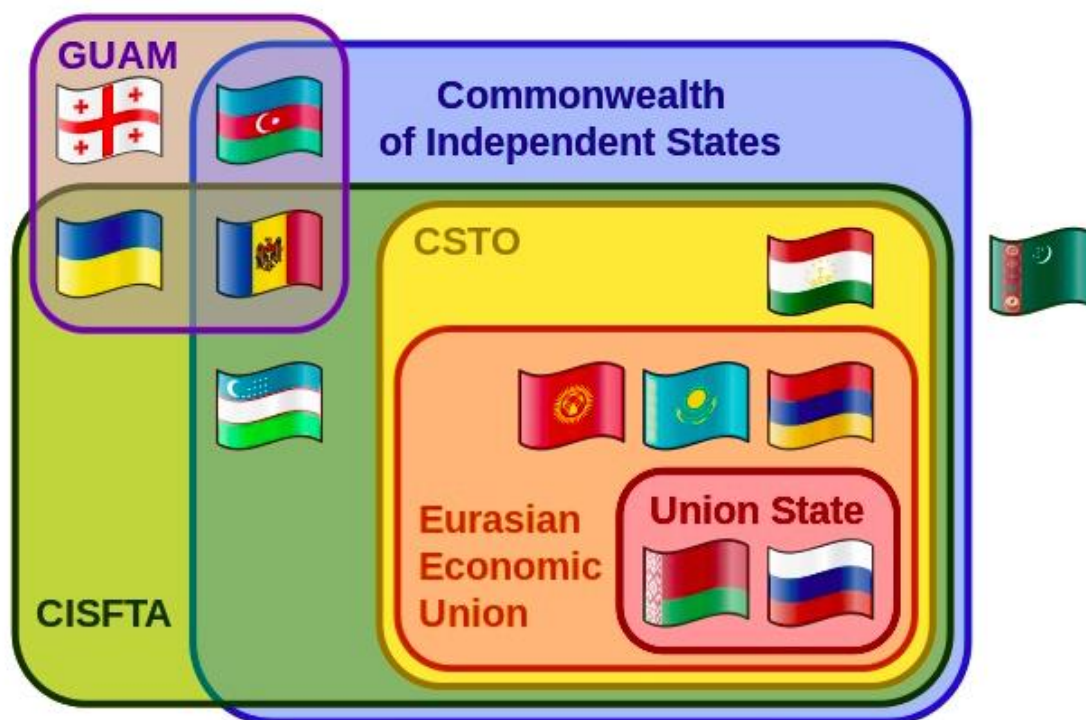 GUAM
Commonwealth
of Independent States
CSTO
Eurasian
Economic
Union
Union State
CISFTA